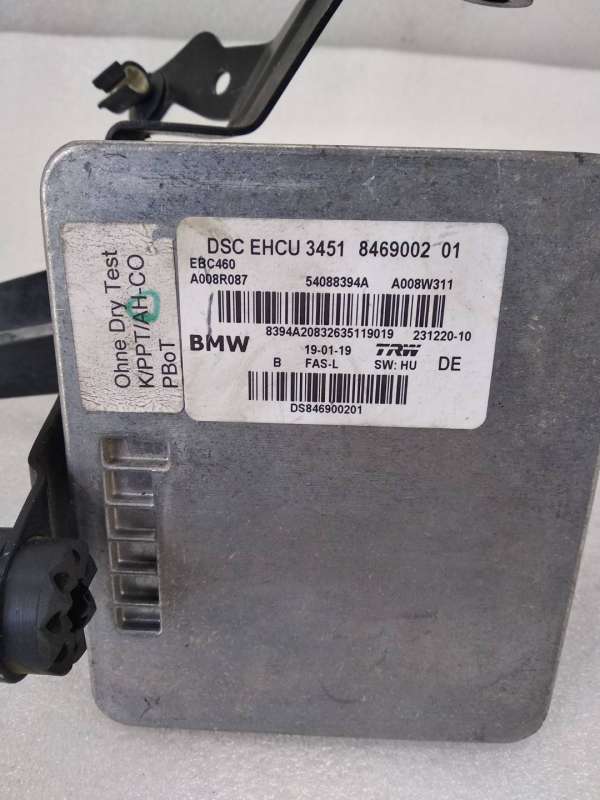 Ohne Dry Test
K/PPT/AH-CO
PBoT
DSC EHCU 3451 8469002 01
EBC460
A008R087 54088394A A008W311
8394A20832635119019 231220-10
BMW 19-01-19 TRW DE
B FAS-L SW: HU
DS846900201